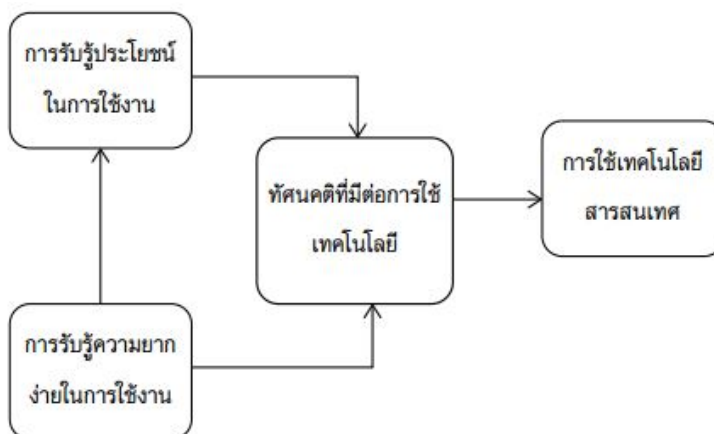 การรับรู้ประโยชน์
ในการใช้งาน
ทัศนคติที่มีต่อการใช้
เทคโนโลยี
การใช้เทคโนโลยี
สารสนเทศ
การรับรู้ความยาก
ง่ายในการใช้งาน